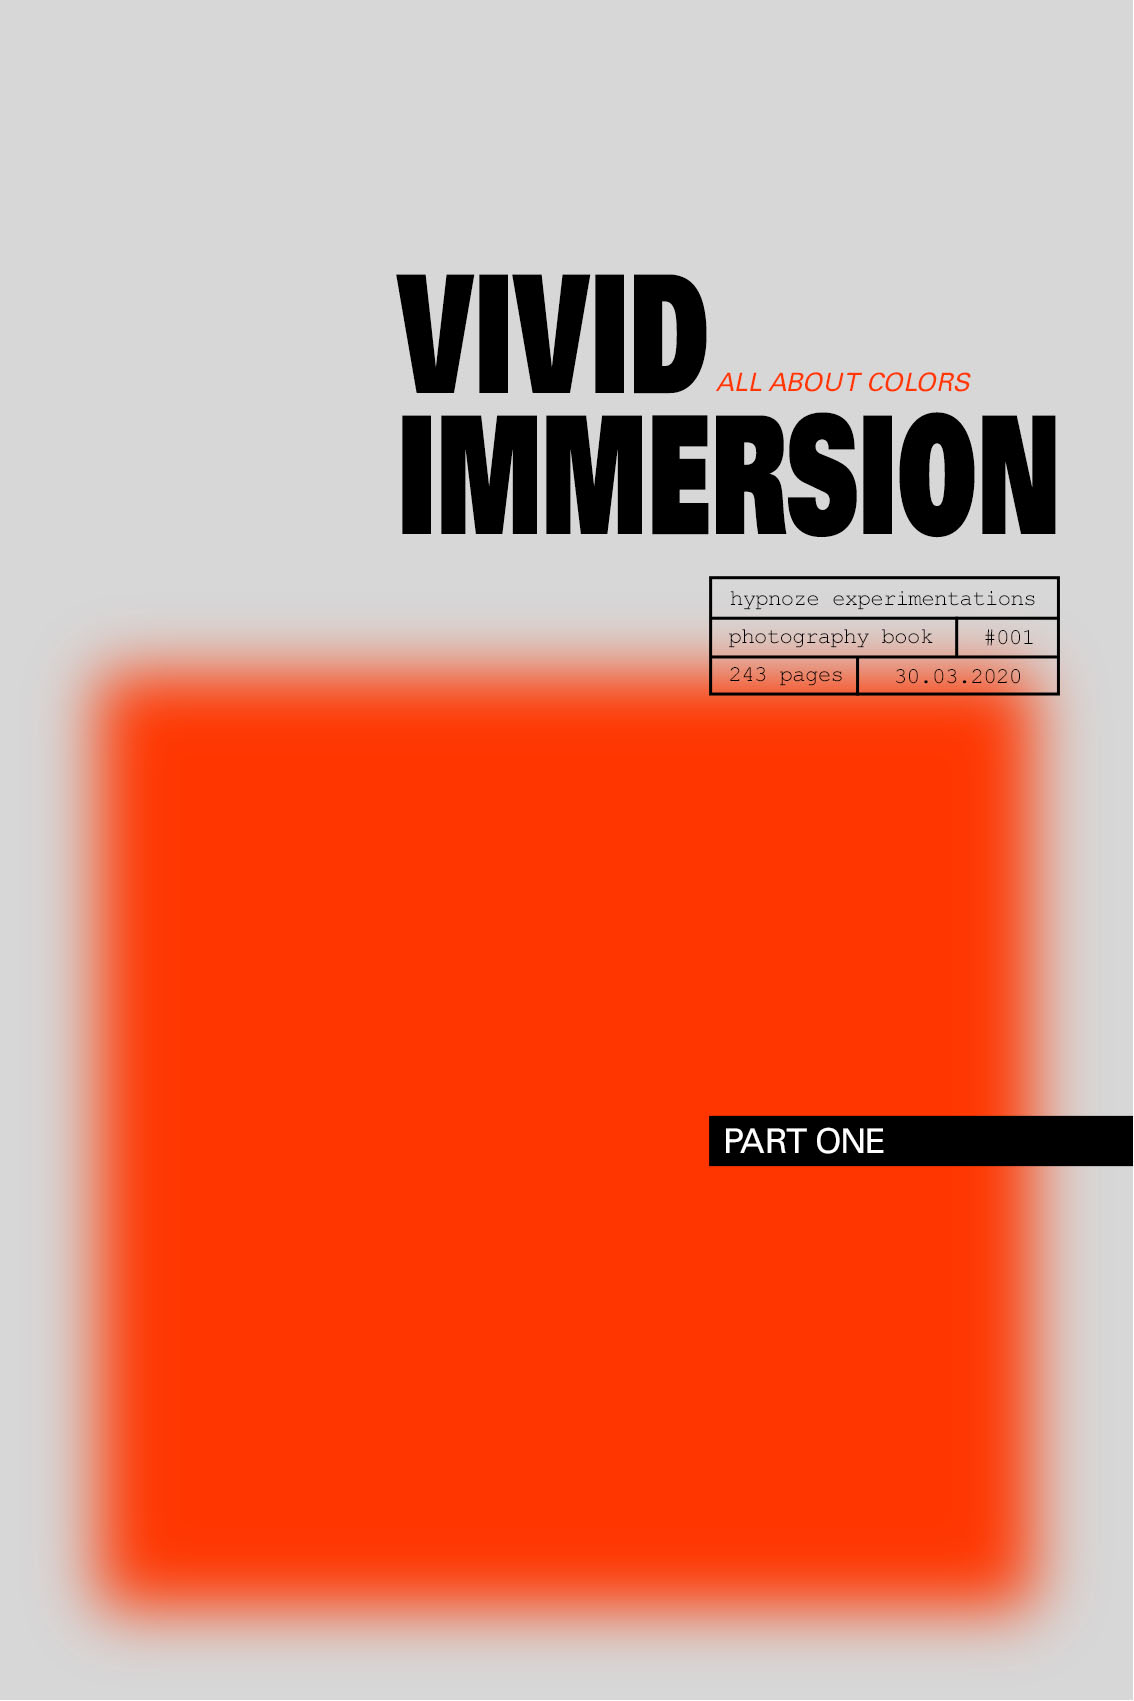 VIVID
ALL ABOUT COLORS
IMMERSION
hypnoze experimentations
photography book #001
243 pages 30.03.2020
PART ONE